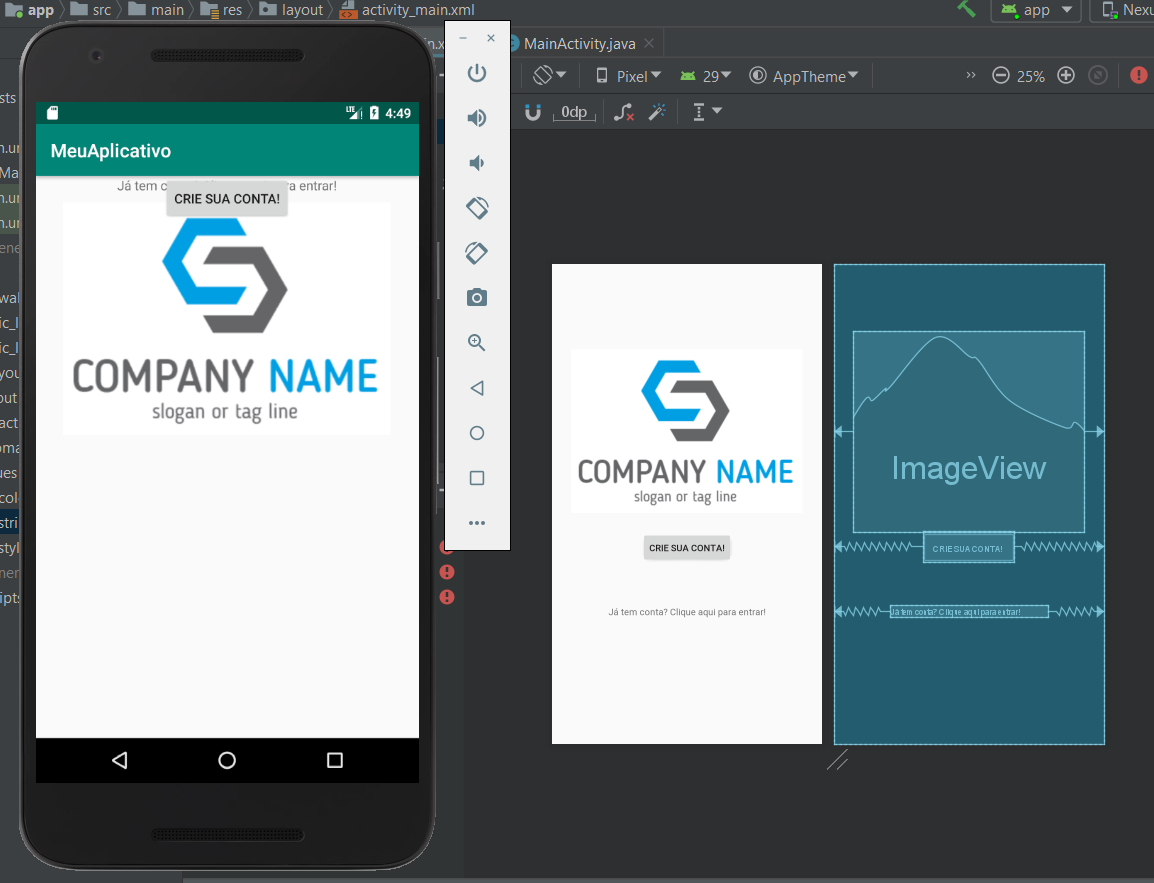 app src main res layout activity_main.xml app
MainActivity.java
Pixel 29 AppTheme 25%
0dp
LTE 4:49
MeuAplicativo
Já tem ra entrar!
CRIE SUA CONTA!
COMPANY NAME
slogan or tag line
COMPANY NAME
slogan or tag line
CRIE SUA CONTA!
Já tem conta? Clique aqui para entrar!
ImageView
CRIE SUA CONTA!
Já tem conta? Clique aqui para entrar!